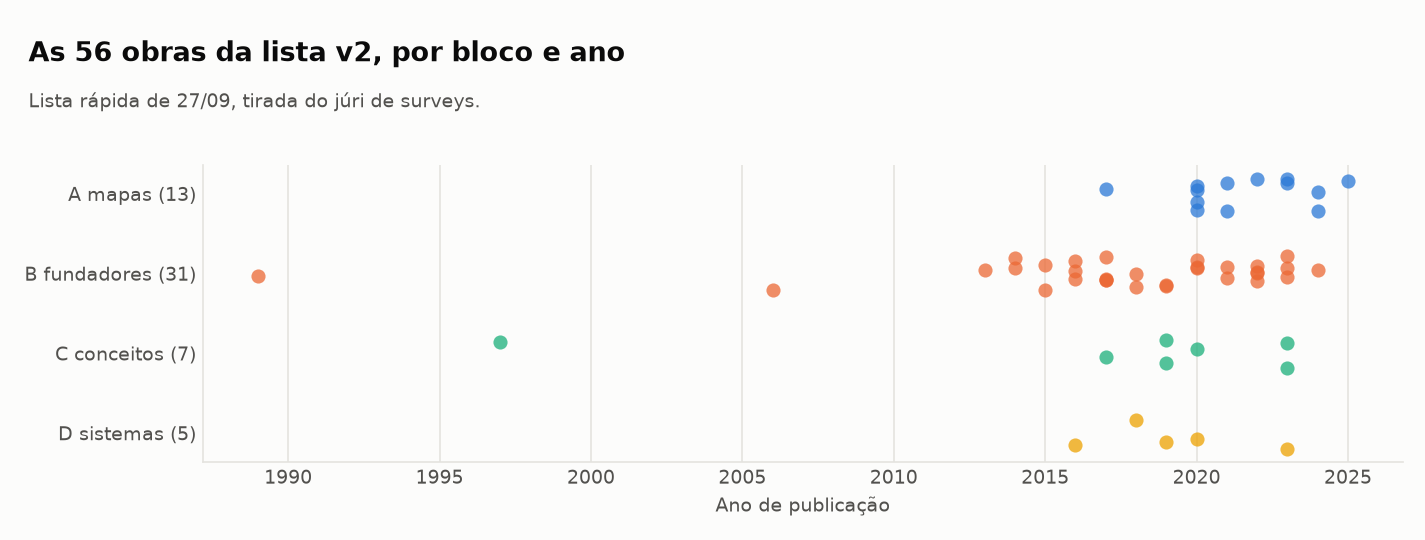 As 56 obras da lista v2, por bloco e ano
Lista rápida de 27/09, tirada do júri de surveys.
A mapas (13)
B fundadores (31)
C conceitos (7)
D sistemas (5)
1990 1995 2000 2005 2010 2015 2020 2025
Ano de publicação